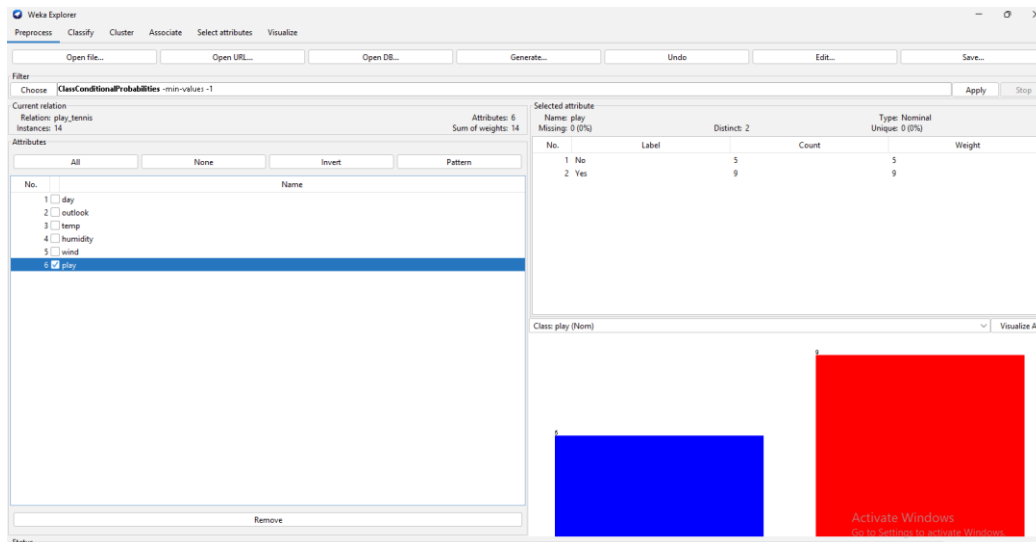 Weka Explorer
Preprocess Classify Cluster Associate Select attributes Visualize
Open file... Open URL... Open DB... Generate... Undo Edit... Save...
Filter
Choose ClassConditionalProbabilities -min-values -1 Apply Stop
Current relation
Relation: play_tennis Attributes: 6
Instances: 14 Sum of weights: 14
Attributes
All None Invert Pattern
No. Name
1 day
2 outlook
3 temp
4 humidity
5 wind
6 play
Remove
Status
Selected attribute
Name: play Type: Nominal
Missing: 0 (0%) Distinct: 2 Unique: 0 (0%)
No. Label Count Weight
1 No 5 5
2 Yes 9 9
Class: play (Nom) Visualize A
9
Activate Windows
Go to Settings to activate Windows.